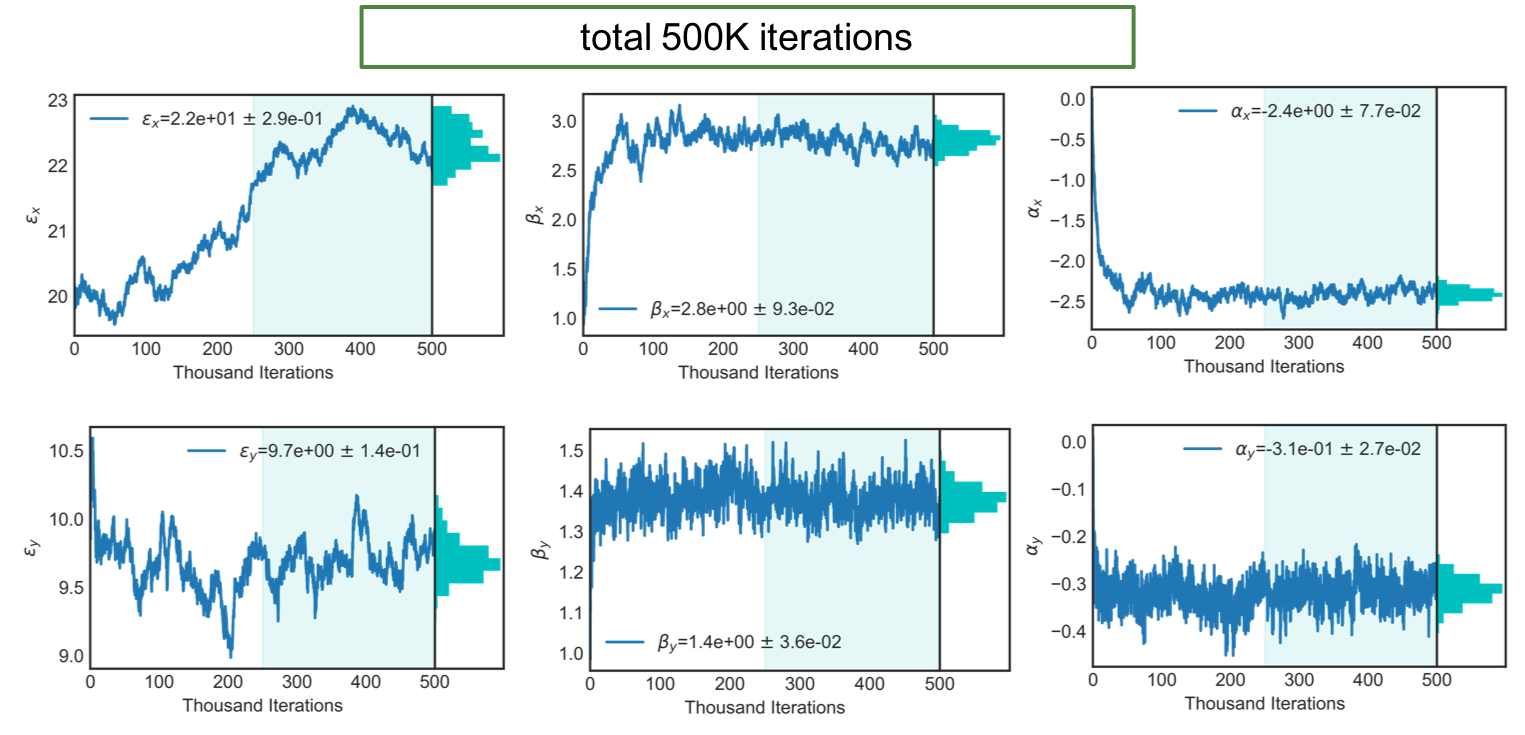 total 500K iterations
23
22
21
20
εx
εx=2.2e+01 ± 2.9e-01
0 100 200 300 400 500
Thousand Iterations
3.0
2.5
2.0
1.5
1.0
βx
βx=2.8e+00 ± 9.3e-02
0 100 200 300 400 500
Thousand Iterations
0.0
−0.5
−1.0
−1.5
−2.0
−2.5
αx
αx=-2.4e+00 ± 7.7e-02
0 100 200 300 400 500
Thousand Iterations
10.5
10.0
9.5
9.0
εy
εy=9.7e+00 ± 1.4e-01
0 100 200 300 400 500
Thousand Iterations
1.5
1.4
1.3
1.2
1.1
1.0
βy
βy=1.4e+00 ± 3.6e-02
0 100 200 300 400 500
Thousand Iterations
0.0
−0.1
−0.2
−0.3
−0.4
αy
αy=-3.1e-01 ± 2.7e-02
0 100 200 300 400 500
Thousand Iterations